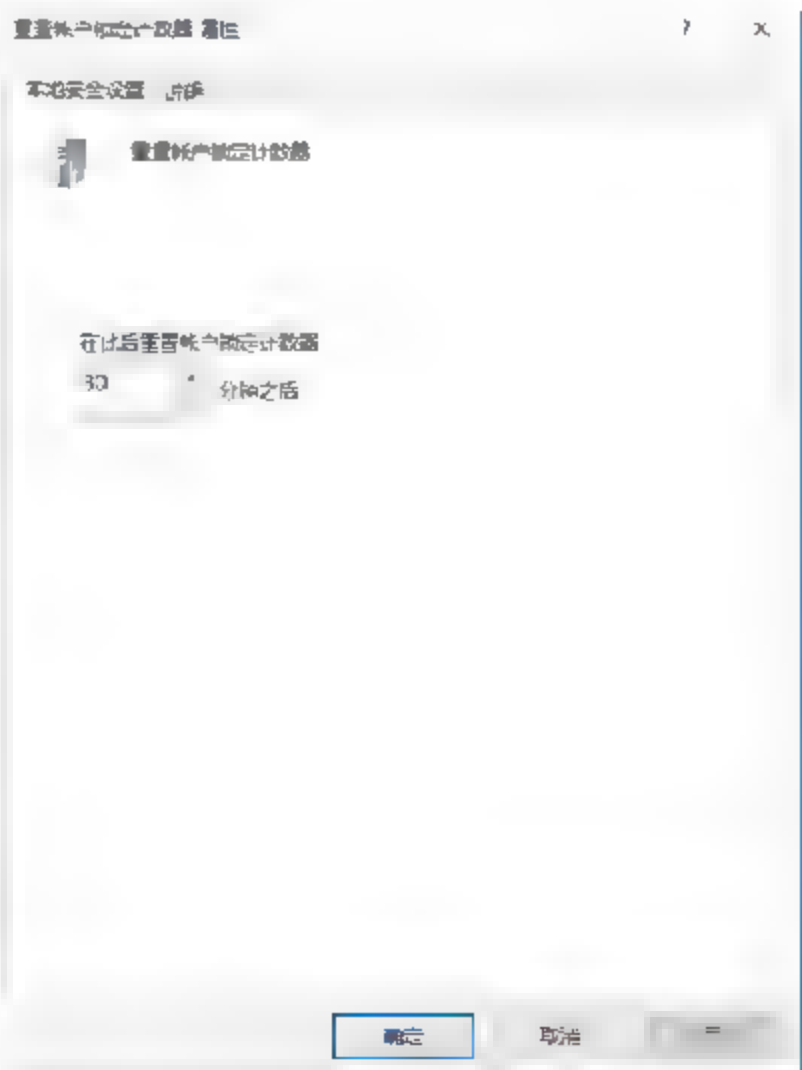 重置帐户锁定计数器 属性
本地安全设置 说明
重置帐户锁定计数器
在此后重置帐户锁定计数器
30 分钟之后
确定 取消